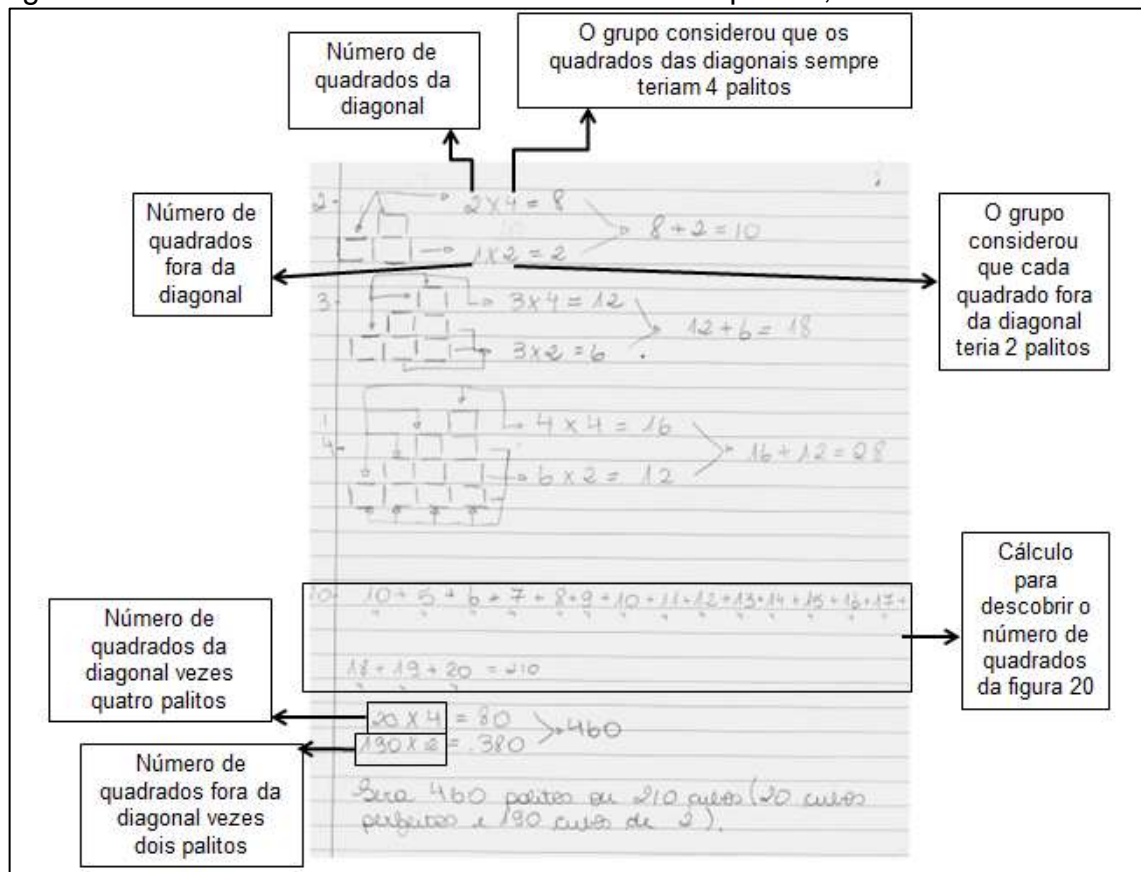 Número de
quadrados da
diagonal
O grupo considerou que os
quadrados das diagonais sempre
teriam 4 palitos
Número de
quadrados
fora da
diagonal
2- 2 x 4 = 8
1 x 2 = 2
8 + 2 = 10
O grupo
considerou
que cada
quadrado fora
da diagonal
teria 2 palitos
3- 3 x 4 = 12
3 x 2 = 6
12 + 6 = 18
4- 4 x 4 = 16
6 x 2 = 12
16 + 12 = 28
10 + 5 + 6 + 7 + 8 + 9 + 10 + 11 + 12 + 13 + 14 + 15 + 16 + 17 +
18 + 19 + 20 = 210
Cálculo
para
descobrir o
número de
quadrados
da figura 20
Número de
quadrados da
diagonal vezes
quatro palitos
20 x 4 = 80
190 x 2 = 380
460
Número de
quadrados fora da
diagonal vezes
dois palitos
Sera 460 palitos ou 210 cubos (20 cubos
perfeitos e 190 cubos de 2).